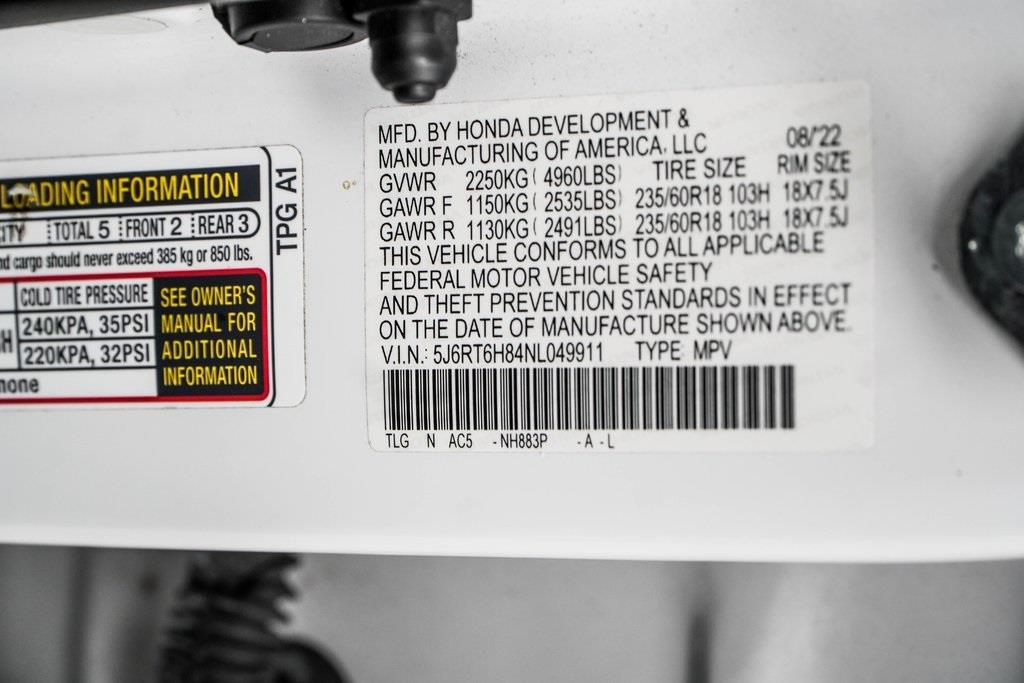 LOADING INFORMATION
TOTAL 5 FRONT 2 REAR 3
nd cargo should never exceed 385 kg or 850 lbs.
COLD TIRE PRESSURE
240KPA, 35PSI
220KPA, 32PSI
SEE OWNER'S
MANUAL FOR
ADDITIONAL
INFORMATION
TPG A1
MFD. BY HONDA DEVELOPMENT &
MANUFACTURING OF AMERICA, LLC 08/'22
GVWR 2250KG ( 4960LBS) TIRE SIZE RIM SIZE
GAWR F 1150KG ( 2535LBS) 235/60R18 103H 18X7.5J
GAWR R 1130KG ( 2491LBS) 235/60R18 103H 18X7.5J
THIS VEHICLE CONFORMS TO ALL APPLICABLE
FEDERAL MOTOR VEHICLE SAFETY
AND THEFT PREVENTION STANDARDS IN EFFECT
ON THE DATE OF MANUFACTURE SHOWN ABOVE.
V.I.N.: 5J6RT6H84NL049911 TYPE: MPV
TLG N AC5 -NH883P -A -L